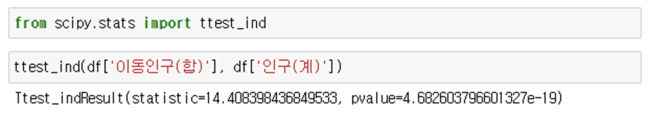 from scipy.stats import ttest_ind
ttest_ind(df['이동인구(합)'], df['인구(계)'])
Ttest_indResult(statistic=14.408398436849533, pvalue=4.682603796601327e-19)